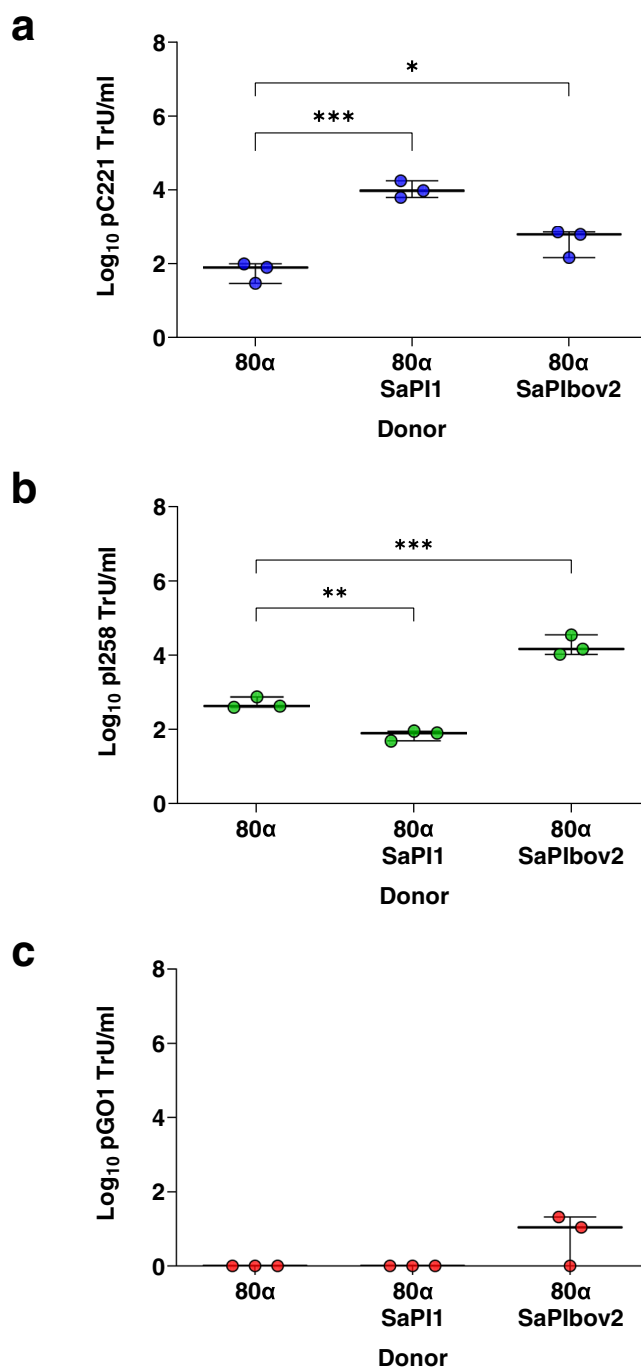 a
8
6
4
2
0
Log10 pC221 TrU/ml
*
***
80α
80α
SaPI1
80α
SaPIbov2
Donor
b
8
6
4
2
0
Log10 pI258 TrU/ml
***
**
80α
80α
SaPI1
80α
SaPIbov2
Donor
c
8
6
4
2
0
Log10 pGO1 TrU/ml
80α
80α
SaPI1
80α
SaPIbov2
Donor